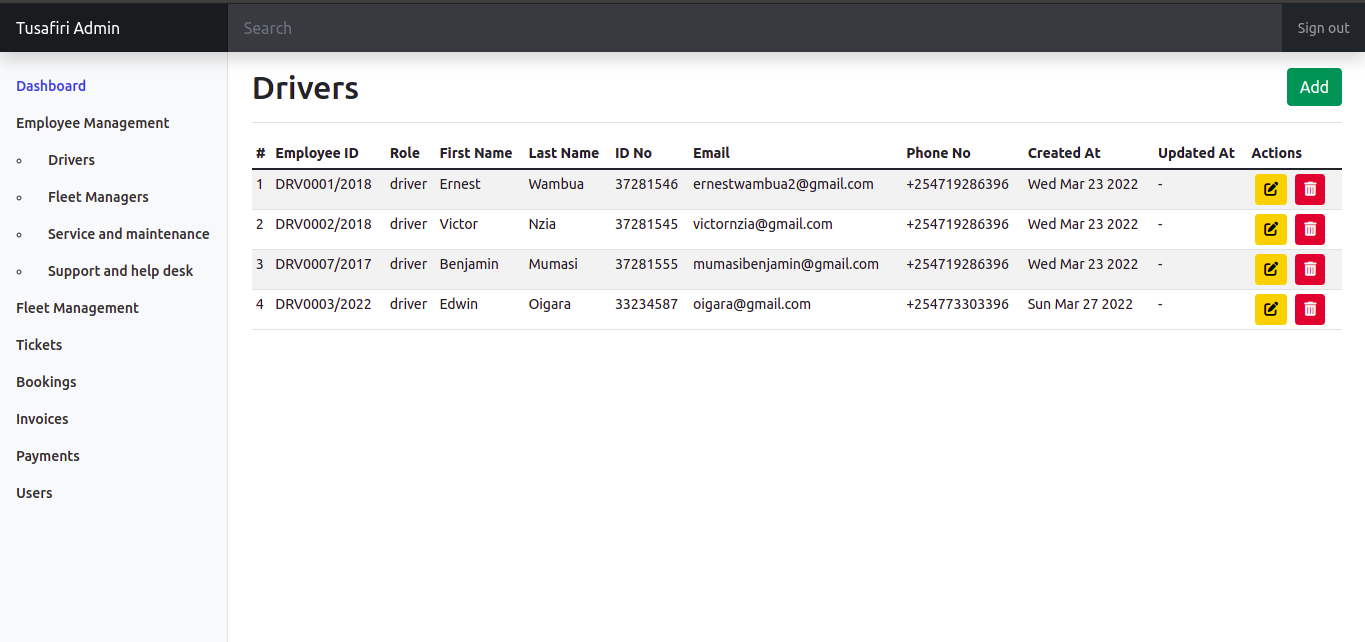 Tusafiri Admin Search Sign out
Dashboard
Employee Management
Drivers
Fleet Managers
Service and maintenance
Support and help desk
Fleet Management
Tickets
Bookings
Invoices
Payments
Users
Drivers Add
# Employee ID Role First Name Last Name ID No Email Phone No Created At Updated At Actions
1 DRV0001/2018 driver Ernest Wambua 37281546 ernestwambua2@gmail.com +254719286396 Wed Mar 23 2022 -
2 DRV0002/2018 driver Victor Nzia 37281545 victornzia@gmail.com +254719286396 Wed Mar 23 2022 -
3 DRV0007/2017 driver Benjamin Mumasi 37281555 mumasibenjamin@gmail.com +254719286396 Wed Mar 23 2022 -
4 DRV0003/2022 driver Edwin Oigara 33234587 oigara@gmail.com +254773303396 Sun Mar 27 2022 -